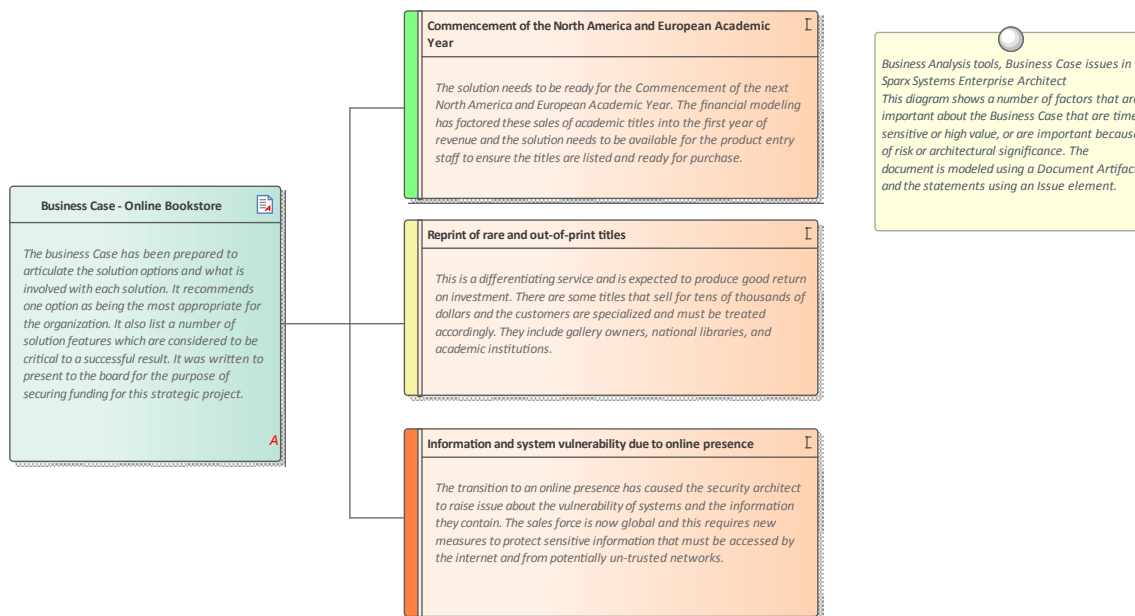 Business Case - Online Bookstore
The business Case has been prepared to
articulate the solution options and what is
involved with each solution. It recommends
one option as being the most appropriate for
the organization. It also list a number of
solution features which are considered to be
critical to a successful result. It was written to
present to the board for the purpose of
securing funding for this strategic project.
A
Commencement of the North America and European Academic
Year
The solution needs to be ready for the Commencement of the next
North America and European Academic Year. The financial modeling
has factored these sales of academic titles into the first year of
revenue and the solution needs to be available for the product entry
staff to ensure the titles are listed and ready for purchase.
Reprint of rare and out-of-print titles
This is a differentiating service and is expected to produce good return
on investment. There are some titles that sell for tens of thousands of
dollars and the customers are specialized and must be treated
accordingly. They include gallery owners, national libraries, and
academic institutions.
Information and system vulnerability due to online presence
The transition to an online presence has caused the security architect
to raise issue about the vulnerability of systems and the information
they contain. The sales force is now global and this requires new
measures to protect sensitive information that must be accessed by
the internet and from potentially un-trusted networks.
Business Analysis tools, Business Case issues in
Sparx Systems Enterprise Architect
This diagram shows a number of factors that are
important about the Business Case that are time
sensitive or high value, or are important because
of risk or architectural significance. The
document is modeled using a Document Artifact
and the statements using an Issue element.